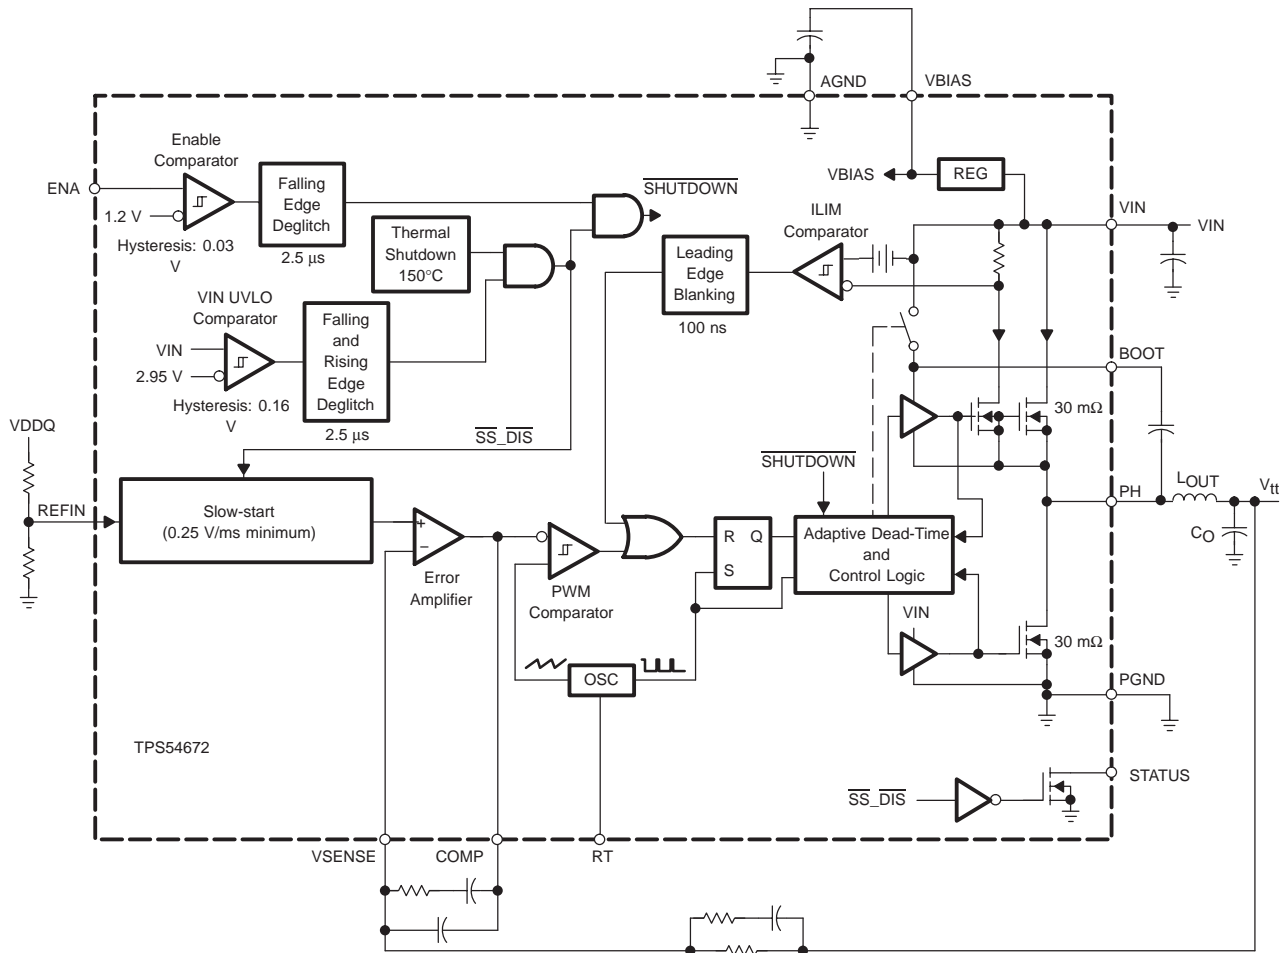 AGND
VBIAS
Enable
Comparator
ENA
1.2 V
Hysteresis: 0.03
V
Falling
Edge
Deglitch
2.5 μs
Thermal
Shutdown
150°C
SHUTDOWN
VBIAS
REG
ILIM
Comparator
VIN
VIN
Leading
Edge
Blanking
100 ns
VIN UVLO
Comparator
VIN
2.95 V
Hysteresis: 0.16
V
Falling
and
Rising
Edge
Deglitch
2.5 μs
BOOT
30 mΩ
VDDQ
SS_DIS
REFIN
Slow-start
(0.25 V/ms minimum)
+
−
Error
Amplifier
PWM
Comparator
R Q
S
SHUTDOWN
Adaptive Dead-Time
and
Control Logic
PH
LOUT
Vtt
CO
VIN
30 mΩ
OSC
PGND
TPS54672
SS_DIS
STATUS
VSENSE
COMP
RT